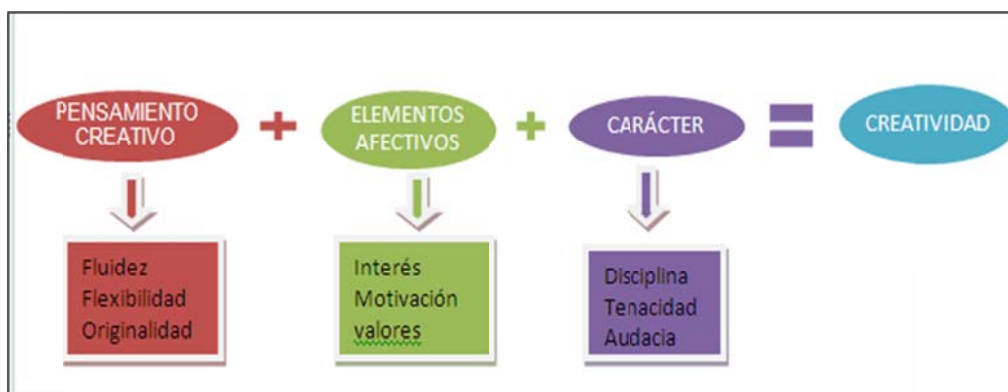 PENSAMIENTO
CREATIVO
+
ELEMENTOS
AFECTIVOS
+
CARÁCTER
=
CREATIVIDAD
Fluidez
Flexibilidad
Originalidad
Interés
Motivación
valores
Disciplina
Tenacidad
Audacia